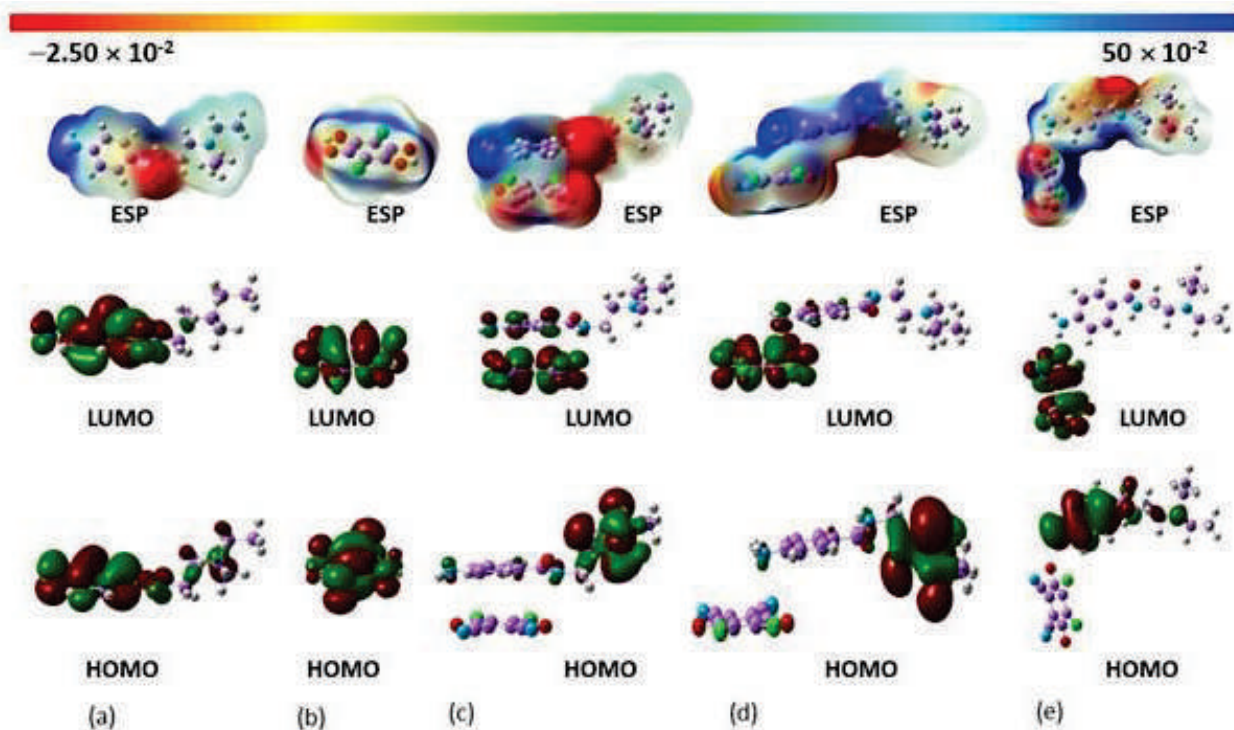 −2.50 × 10⁻² 50 × 10⁻²
ESP ESP ESP ESP ESP
LUMO LUMO LUMO LUMO LUMO
HOMO HOMO HOMO HOMO HOMO
(a) (b) (c) (d) (e)